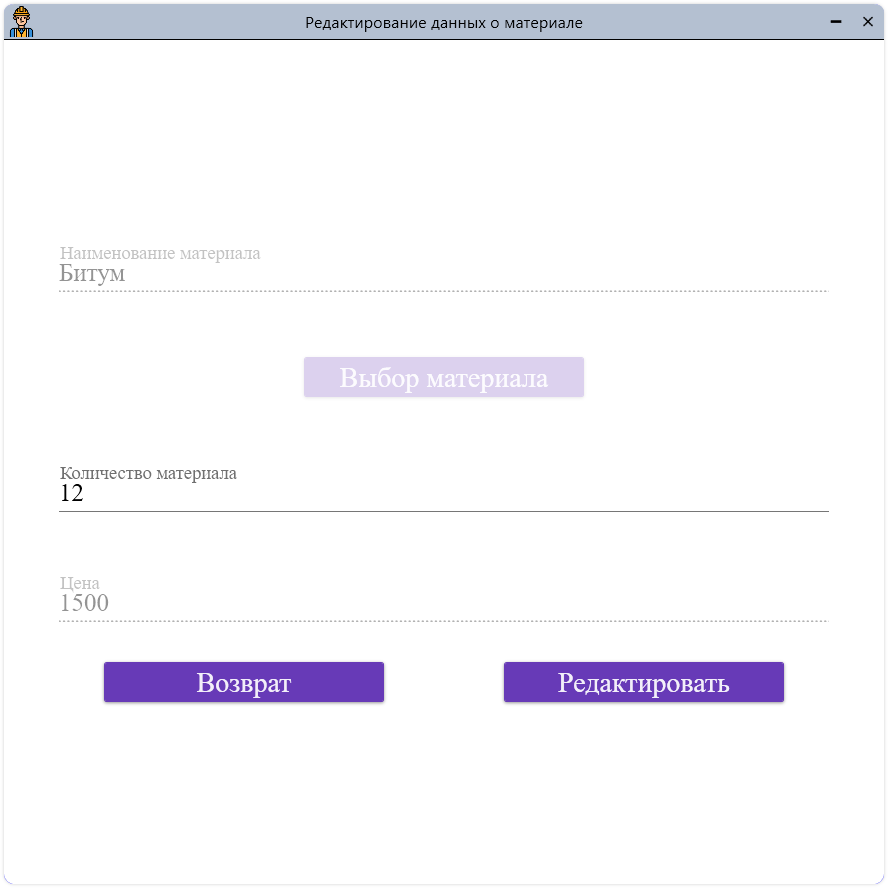 Редактирование данных о материале
Наименование материала
Битум
Выбор материала
Количество материала
12
Цена
1500
Возврат
Редактировать